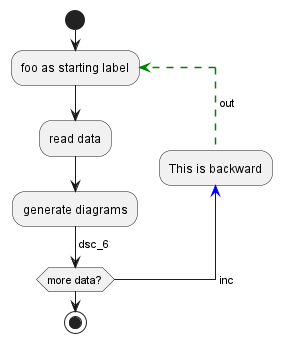 foo as starting label
out
read data
This is backward
generate diagrams
dsc_6
more data?
inc